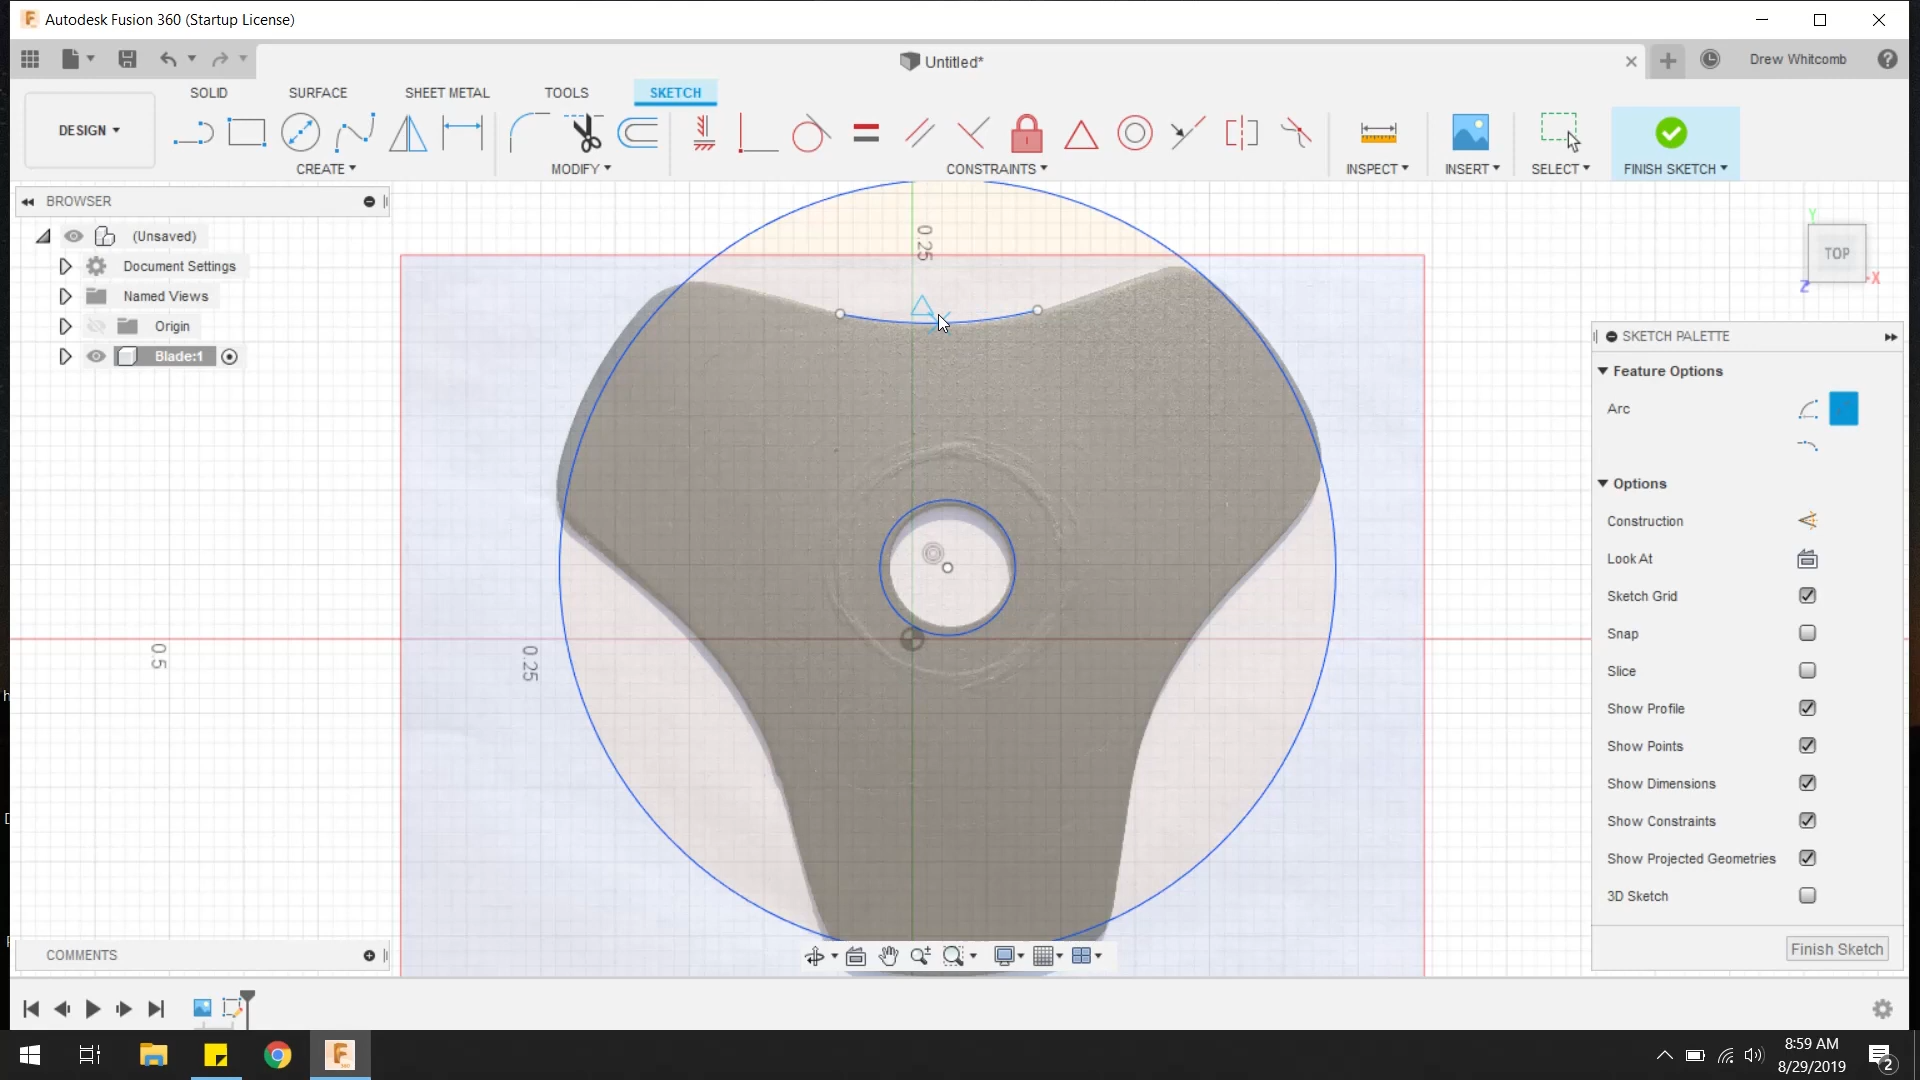 Autodesk Fusion 360 (Startup License)
Untitled*
Drew Whitcomb
SOLID
SURFACE
SHEET METAL
TOOLS
SKETCH
DESIGN
CREATE
MODIFY
CONSTRAINTS
INSPECT
INSERT
SELECT
FINISH SKETCH
BROWSER
(Unsaved)
Document Settings
Named Views
Origin
Blade:1
0.25
0.5
0.25
Y
TOP
X
Z
SKETCH PALETTE
Feature Options
Arc
Options
Construction
Look At
Sketch Grid
Snap
Slice
Show Profile
Show Points
Show Dimensions
Show Constraints
Show Projected Geometries
3D Sketch
Finish Sketch
COMMENTS
8:59 AM
8/29/2019
2